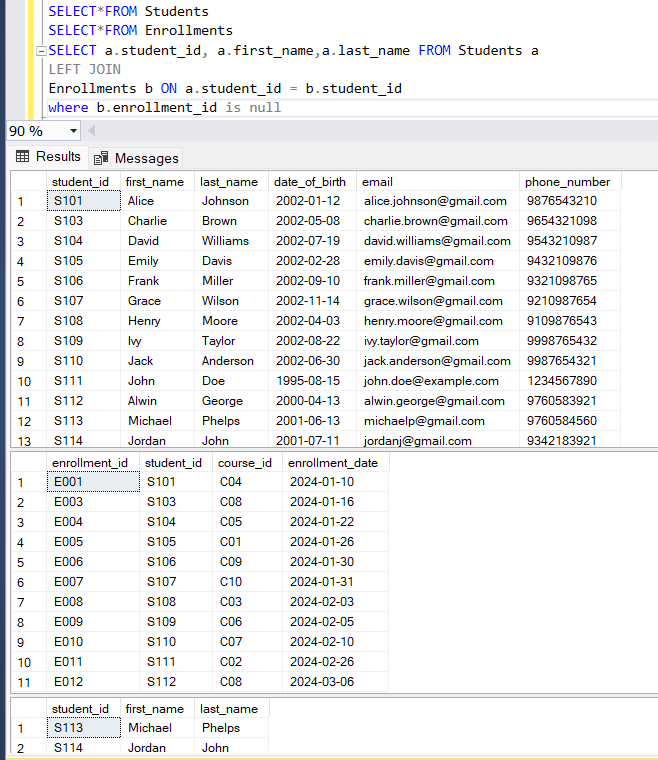 SELECT*FROM Students
SELECT*FROM Enrollments
SELECT a.student_id, a.first_name,a.last_name FROM Students a
LEFT JOIN
Enrollments b ON a.student_id = b.student_id
where b.enrollment_id is null
90 %
Results Messages
student_id first_name last_name date_of_birth email phone_number
1 S101 Alice Johnson 2002-01-12 alice.johnson@gmail.com 9876543210
2 S103 Charlie Brown 2002-05-08 charlie.brown@gmail.com 9654321098
3 S104 David Williams 2002-07-19 david.williams@gmail.com 9543210987
4 S105 Emily Davis 2002-02-28 emily.davis@gmail.com 9432109876
5 S106 Frank Miller 2002-09-10 frank.miller@gmail.com 9321098765
6 S107 Grace Wilson 2002-11-14 grace.wilson@gmail.com 9210987654
7 S108 Henry Moore 2002-04-03 henry.moore@gmail.com 9109876543
8 S109 Ivy Taylor 2002-08-22 ivy.taylor@gmail.com 9998765432
9 S110 Jack Anderson 2002-06-30 jack.anderson@gmail.com 9987654321
10 S111 John Doe 1995-08-15 john.doe@example.com 1234567890
11 S112 Alwin George 2000-04-13 alwin.george@gmail.com 9760583921
12 S113 Michael Phelps 2001-06-13 michaelp@gmail.com 9760584560
13 S114 Jordan John 2001-07-11 jordanj@gmail.com 9342183921
enrollment_id student_id course_id enrollment_date
1 E001 S101 C04 2024-01-10
2 E003 S103 C08 2024-01-16
3 E004 S104 C05 2024-01-22
4 E005 S105 C01 2024-01-26
5 E006 S106 C09 2024-01-30
6 E007 S107 C10 2024-01-31
7 E008 S108 C03 2024-02-03
8 E009 S109 C06 2024-02-05
9 E010 S110 C07 2024-02-10
10 E011 S111 C02 2024-02-26
11 E012 S112 C08 2024-03-06
student_id first_name last_name
1 S113 Michael Phelps
2 S114 Jordan John